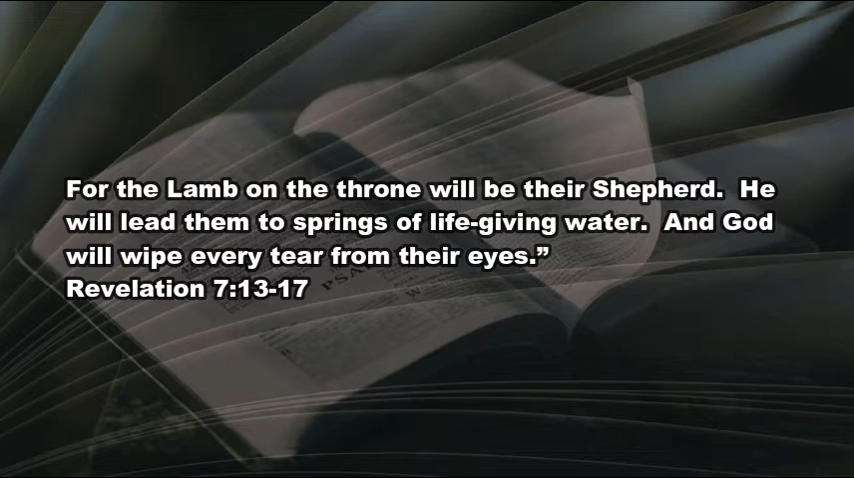 For the Lamb on the throne will be their Shepherd.  He
will lead them to springs of life-giving water.  And God
will wipe every tear from their eyes.”
Revelation 7:13-17
PSA